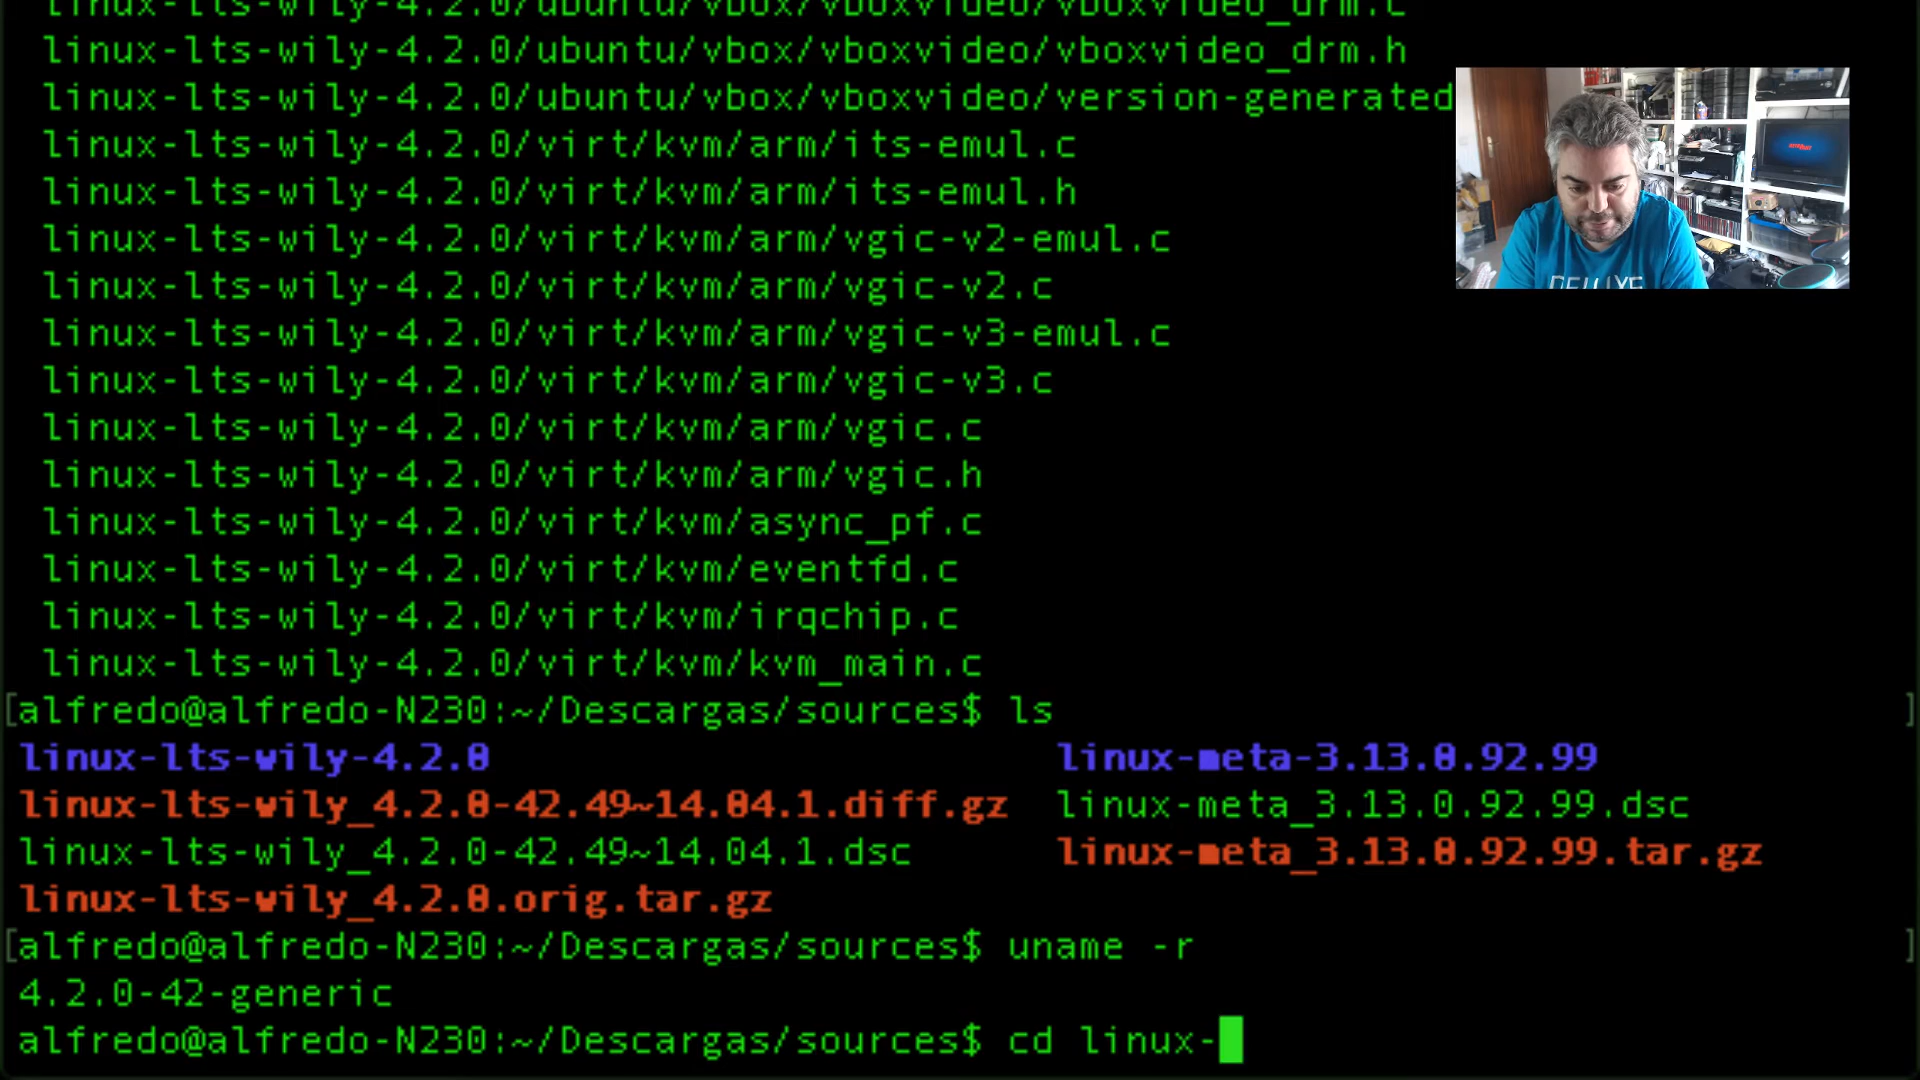 linux-lts-wily-4.2.0/ubuntu/vbox/vboxvideo/vboxvideo_drm.c
linux-lts-wily-4.2.0/ubuntu/vbox/vboxvideo/vboxvideo_drm.h
linux-lts-wily-4.2.0/ubuntu/vbox/vboxvideo/version-generated
linux-lts-wily-4.2.0/virt/kvm/arm/its-emul.c
linux-lts-wily-4.2.0/virt/kvm/arm/its-emul.h
linux-lts-wily-4.2.0/virt/kvm/arm/vgic-v2-emul.c
linux-lts-wily-4.2.0/virt/kvm/arm/vgic-v2.c
linux-lts-wily-4.2.0/virt/kvm/arm/vgic-v3-emul.c
linux-lts-wily-4.2.0/virt/kvm/arm/vgic-v3.c
linux-lts-wily-4.2.0/virt/kvm/arm/vgic.c
linux-lts-wily-4.2.0/virt/kvm/arm/vgic.h
linux-lts-wily-4.2.0/virt/kvm/async_pf.c
linux-lts-wily-4.2.0/virt/kvm/eventfd.c
linux-lts-wily-4.2.0/virt/kvm/irqchip.c
linux-lts-wily-4.2.0/virt/kvm/kvm_main.c
[alfredo@alfredo-N230:~/Descargas/sources$ ls ]
linux-lts-wily-4.2.0 linux-meta-3.13.0.92.99
linux-lts-wily_4.2.0-42.49~14.04.1.diff.gz linux-meta_3.13.0.92.99.dsc
linux-lts-wily_4.2.0-42.49~14.04.1.dsc linux-meta_3.13.0.92.99.tar.gz
linux-lts-wily_4.2.0.orig.tar.gz
[alfredo@alfredo-N230:~/Descargas/sources$ uname -r ]
4.2.0-42-generic
alfredo@alfredo-N230:~/Descargas/sources$ cd linux-
DELUXE